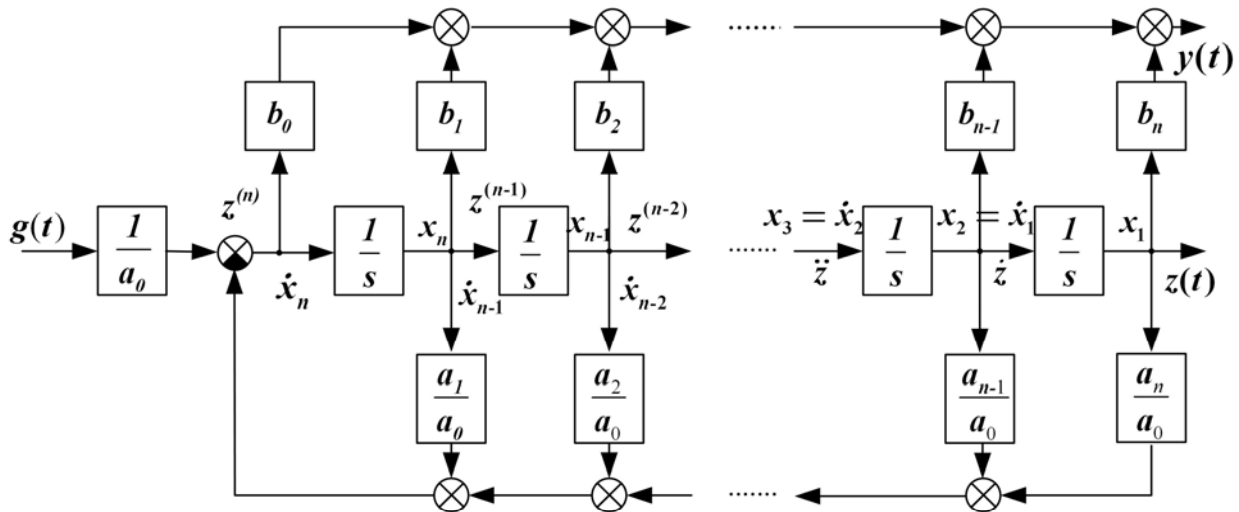 ······
y(t)
b₀ b₁ b₂ bₙ₋₁ bₙ
z⁽ⁿ⁾ z⁽ⁿ⁻¹⁾ z⁽ⁿ⁻²⁾
g(t) 1/a₀ 1/s xₙ 1/s xₙ₋₁ x₃ = ẋ₂ 1/s x₂ = ẋ₁ 1/s x₁
······
ẋₙ ẋₙ₋₁ ẋₙ₋₂ z̈ ż z(t)
a₁/a₀ a₂/a₀ aₙ₋₁/a₀ aₙ/a₀
······